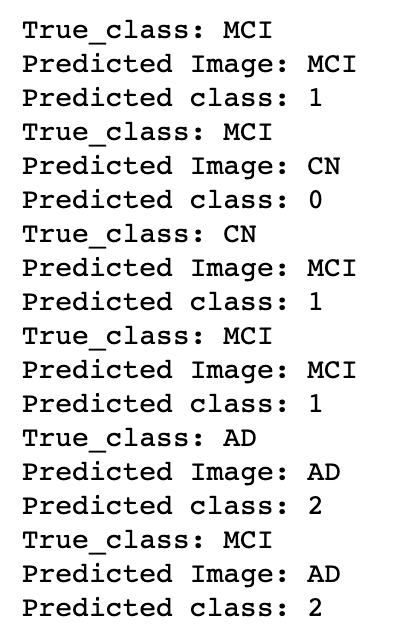 True_class: MCI
Predicted Image: MCI
Predicted class: 1
True_class: MCI
Predicted Image: CN
Predicted class: 0
True_class: CN
Predicted Image: MCI
Predicted class: 1
True_class: MCI
Predicted Image: MCI
Predicted class: 1
True_class: AD
Predicted Image: AD
Predicted class: 2
True_class: MCI
Predicted Image: AD
Predicted class: 2